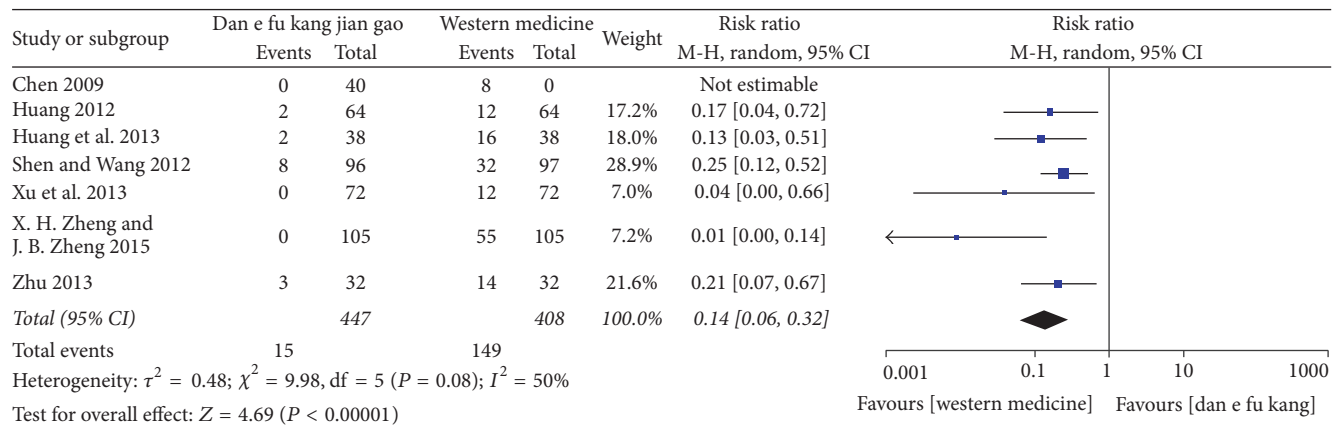 Study or subgroup Dan e fu kang jian gao Western medicine Weight Risk ratio Risk ratio
Events Total Events Total M-H, random, 95% CI M-H, random, 95% CI
Chen 2009 0 40 8 0 Not estimable
Huang 2012 2 64 12 64 17.2% 0.17 [0.04, 0.72]
Huang et al. 2013 2 38 16 38 18.0% 0.13 [0.03, 0.51]
Shen and Wang 2012 8 96 32 97 28.9% 0.25 [0.12, 0.52]
Xu et al. 2013 0 72 12 72 7.0% 0.04 [0.00, 0.66]
X. H. Zheng and
J. B. Zheng 2015 0 105 55 105 7.2% 0.01 [0.00, 0.14]
Zhu 2013 3 32 14 32 21.6% 0.21 [0.07, 0.67]
Total (95% CI) 447 408 100.0% 0.14 [0.06, 0.32]
Total events 15 149
Heterogeneity: τ² = 0.48; χ² = 9.98, df = 5 (P = 0.08); I² = 50%
Test for overall effect: Z = 4.69 (P < 0.00001)
0.001 0.1 1 10 1000
Favours [western medicine] Favours [dan e fu kang]